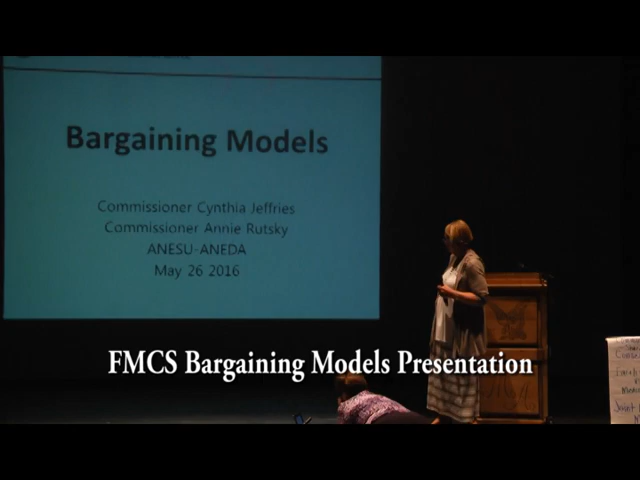 Bargaining Models
Commissioner Cynthia Jeffries
Commissioner Annie Rutsky
ANESU-ANEDA
May 26 2016
FMCS Bargaining Models Presentation